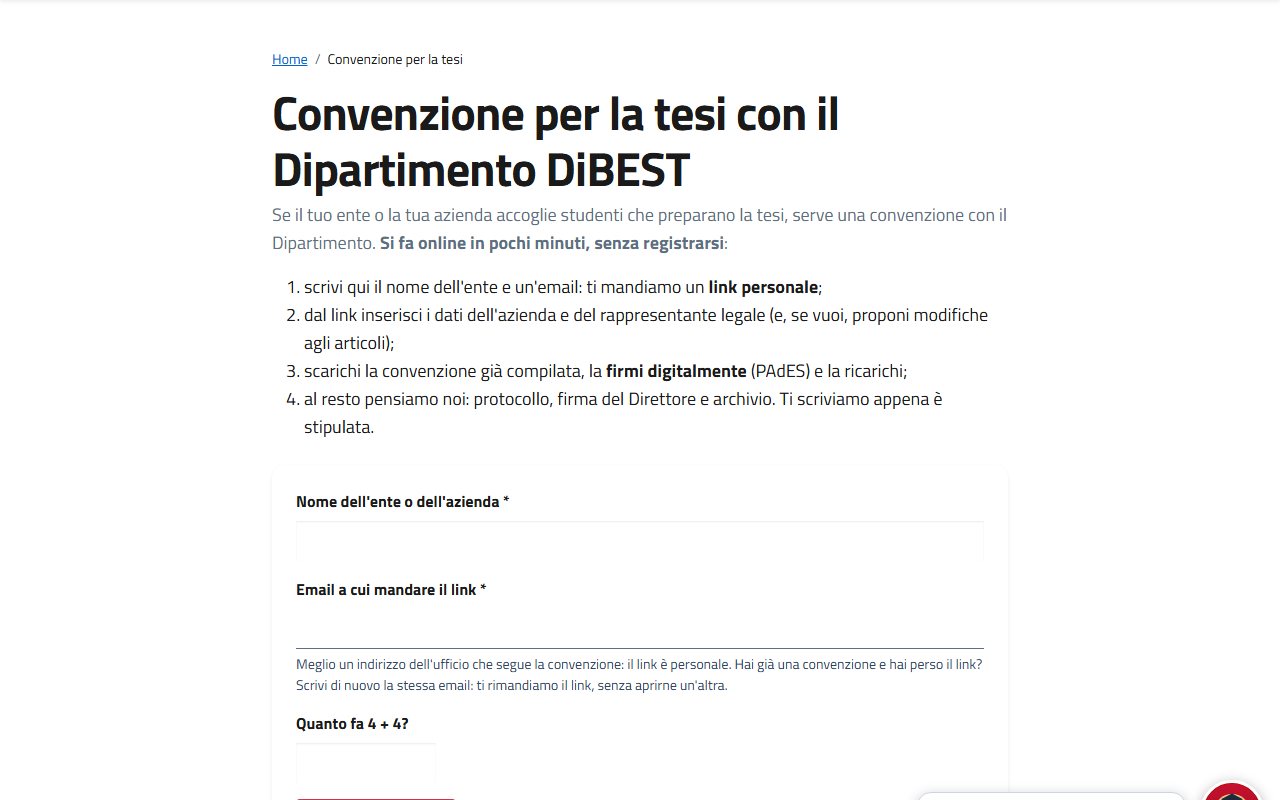 Home / Convenzione per la tesi
Convenzione per la tesi con il
Dipartimento DiBEST
Se il tuo ente o la tua azienda accoglie studenti che preparano la tesi, serve una convenzione con il
Dipartimento. Si fa online in pochi minuti, senza registrarsi:
1. scrivi qui il nome dell'ente e un'email: ti mandiamo un link personale;
2. dal link inserisci i dati dell'azienda e del rappresentante legale (e, se vuoi, proponi modifiche
agli articoli);
3. scarichi la convenzione già compilata, la firmi digitalmente (PAdES) e la ricarichi;
4. al resto pensiamo noi: protocollo, firma del Direttore e archivio. Ti scriviamo appena è
stipulata.
Nome dell'ente o dell'azienda *
Email a cui mandare il link *
Meglio un indirizzo dell'ufficio che segue la convenzione: il link è personale. Hai già una convenzione e hai perso il link?
Scrivi di nuovo la stessa email: ti rimandiamo il link, senza aprirne un'altra.
Quanto fa 4 + 4?